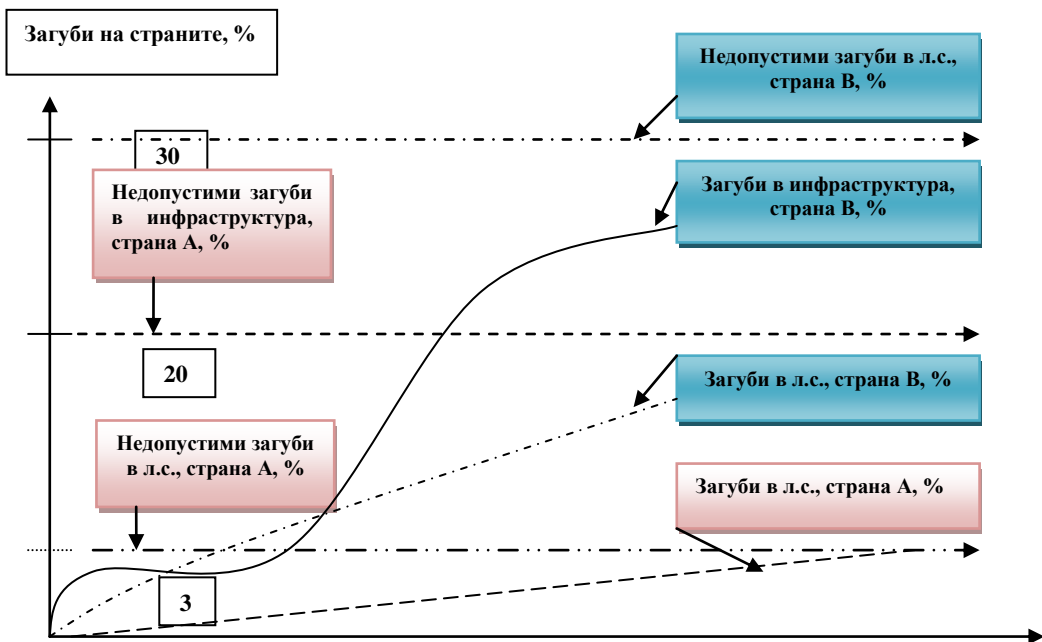 Загуби на страните, %
Недопустими загуби в л.с.,
страна В, %
30
Недопустими загуби
в инфраструктура,
страна А, %
Загуби в инфраструктура,
страна В, %
20
Загуби в л.с., страна В, %
Недопустими загуби
в л.с., страна А, %
Загуби в л.с., страна А, %
3